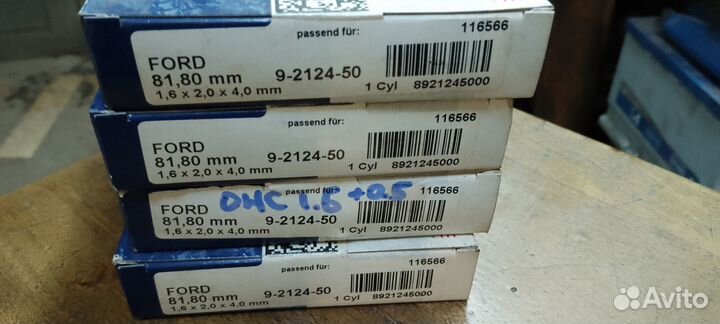 passend für: 116566
FORD
81,80 mm 9-2124-50
1,6 x 2,0 x 4,0 mm 1 Cyl 8921245000
passend für: 116566
FORD
81,80 mm 9-2124-50
1,6 x 2,0 x 4,0 mm 1 Cyl 8921245000
passend für: 116566
OHC 1.6 +0.5
FORD
81,80 mm 9-2124-50
1,6 x 2,0 x 4,0 mm 1 Cyl 8921245000
passend für: 116566
FORD
81,80 mm 9-2124-50
1,6 x 2,0 x 4,0 mm 1 Cyl 8921245000
Avito